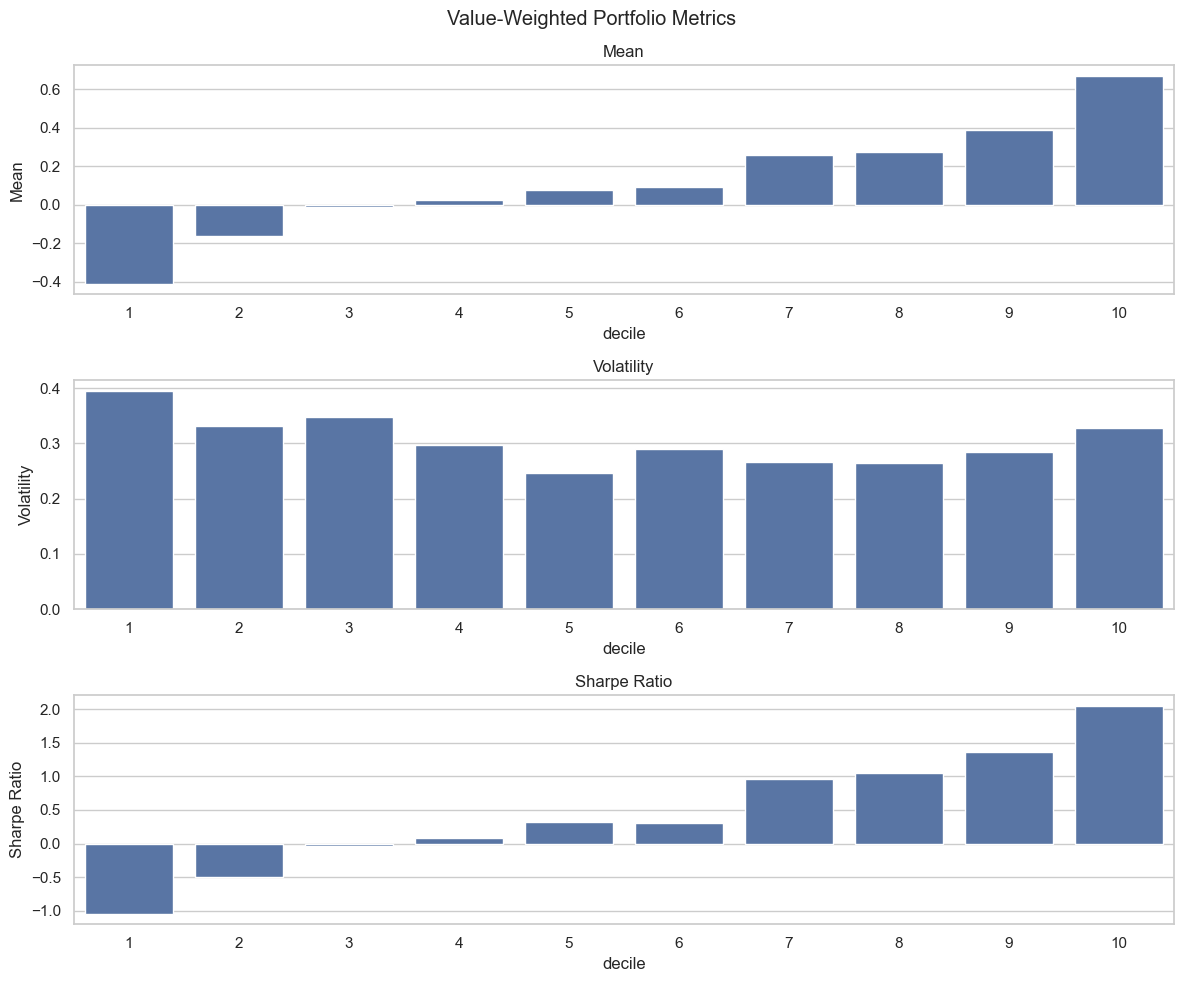 Value-Weighted Portfolio Metrics
Mean
0.6
0.4
0.2
0.0
−0.2
−0.4
Mean
1 2 3 4 5 6 7 8 9 10
decile
Volatility
0.4
0.3
0.2
0.1
0.0
Volatility
1 2 3 4 5 6 7 8 9 10
decile
Sharpe Ratio
2.0
1.5
1.0
0.5
0.0
−0.5
−1.0
Sharpe Ratio
1 2 3 4 5 6 7 8 9 10
decile